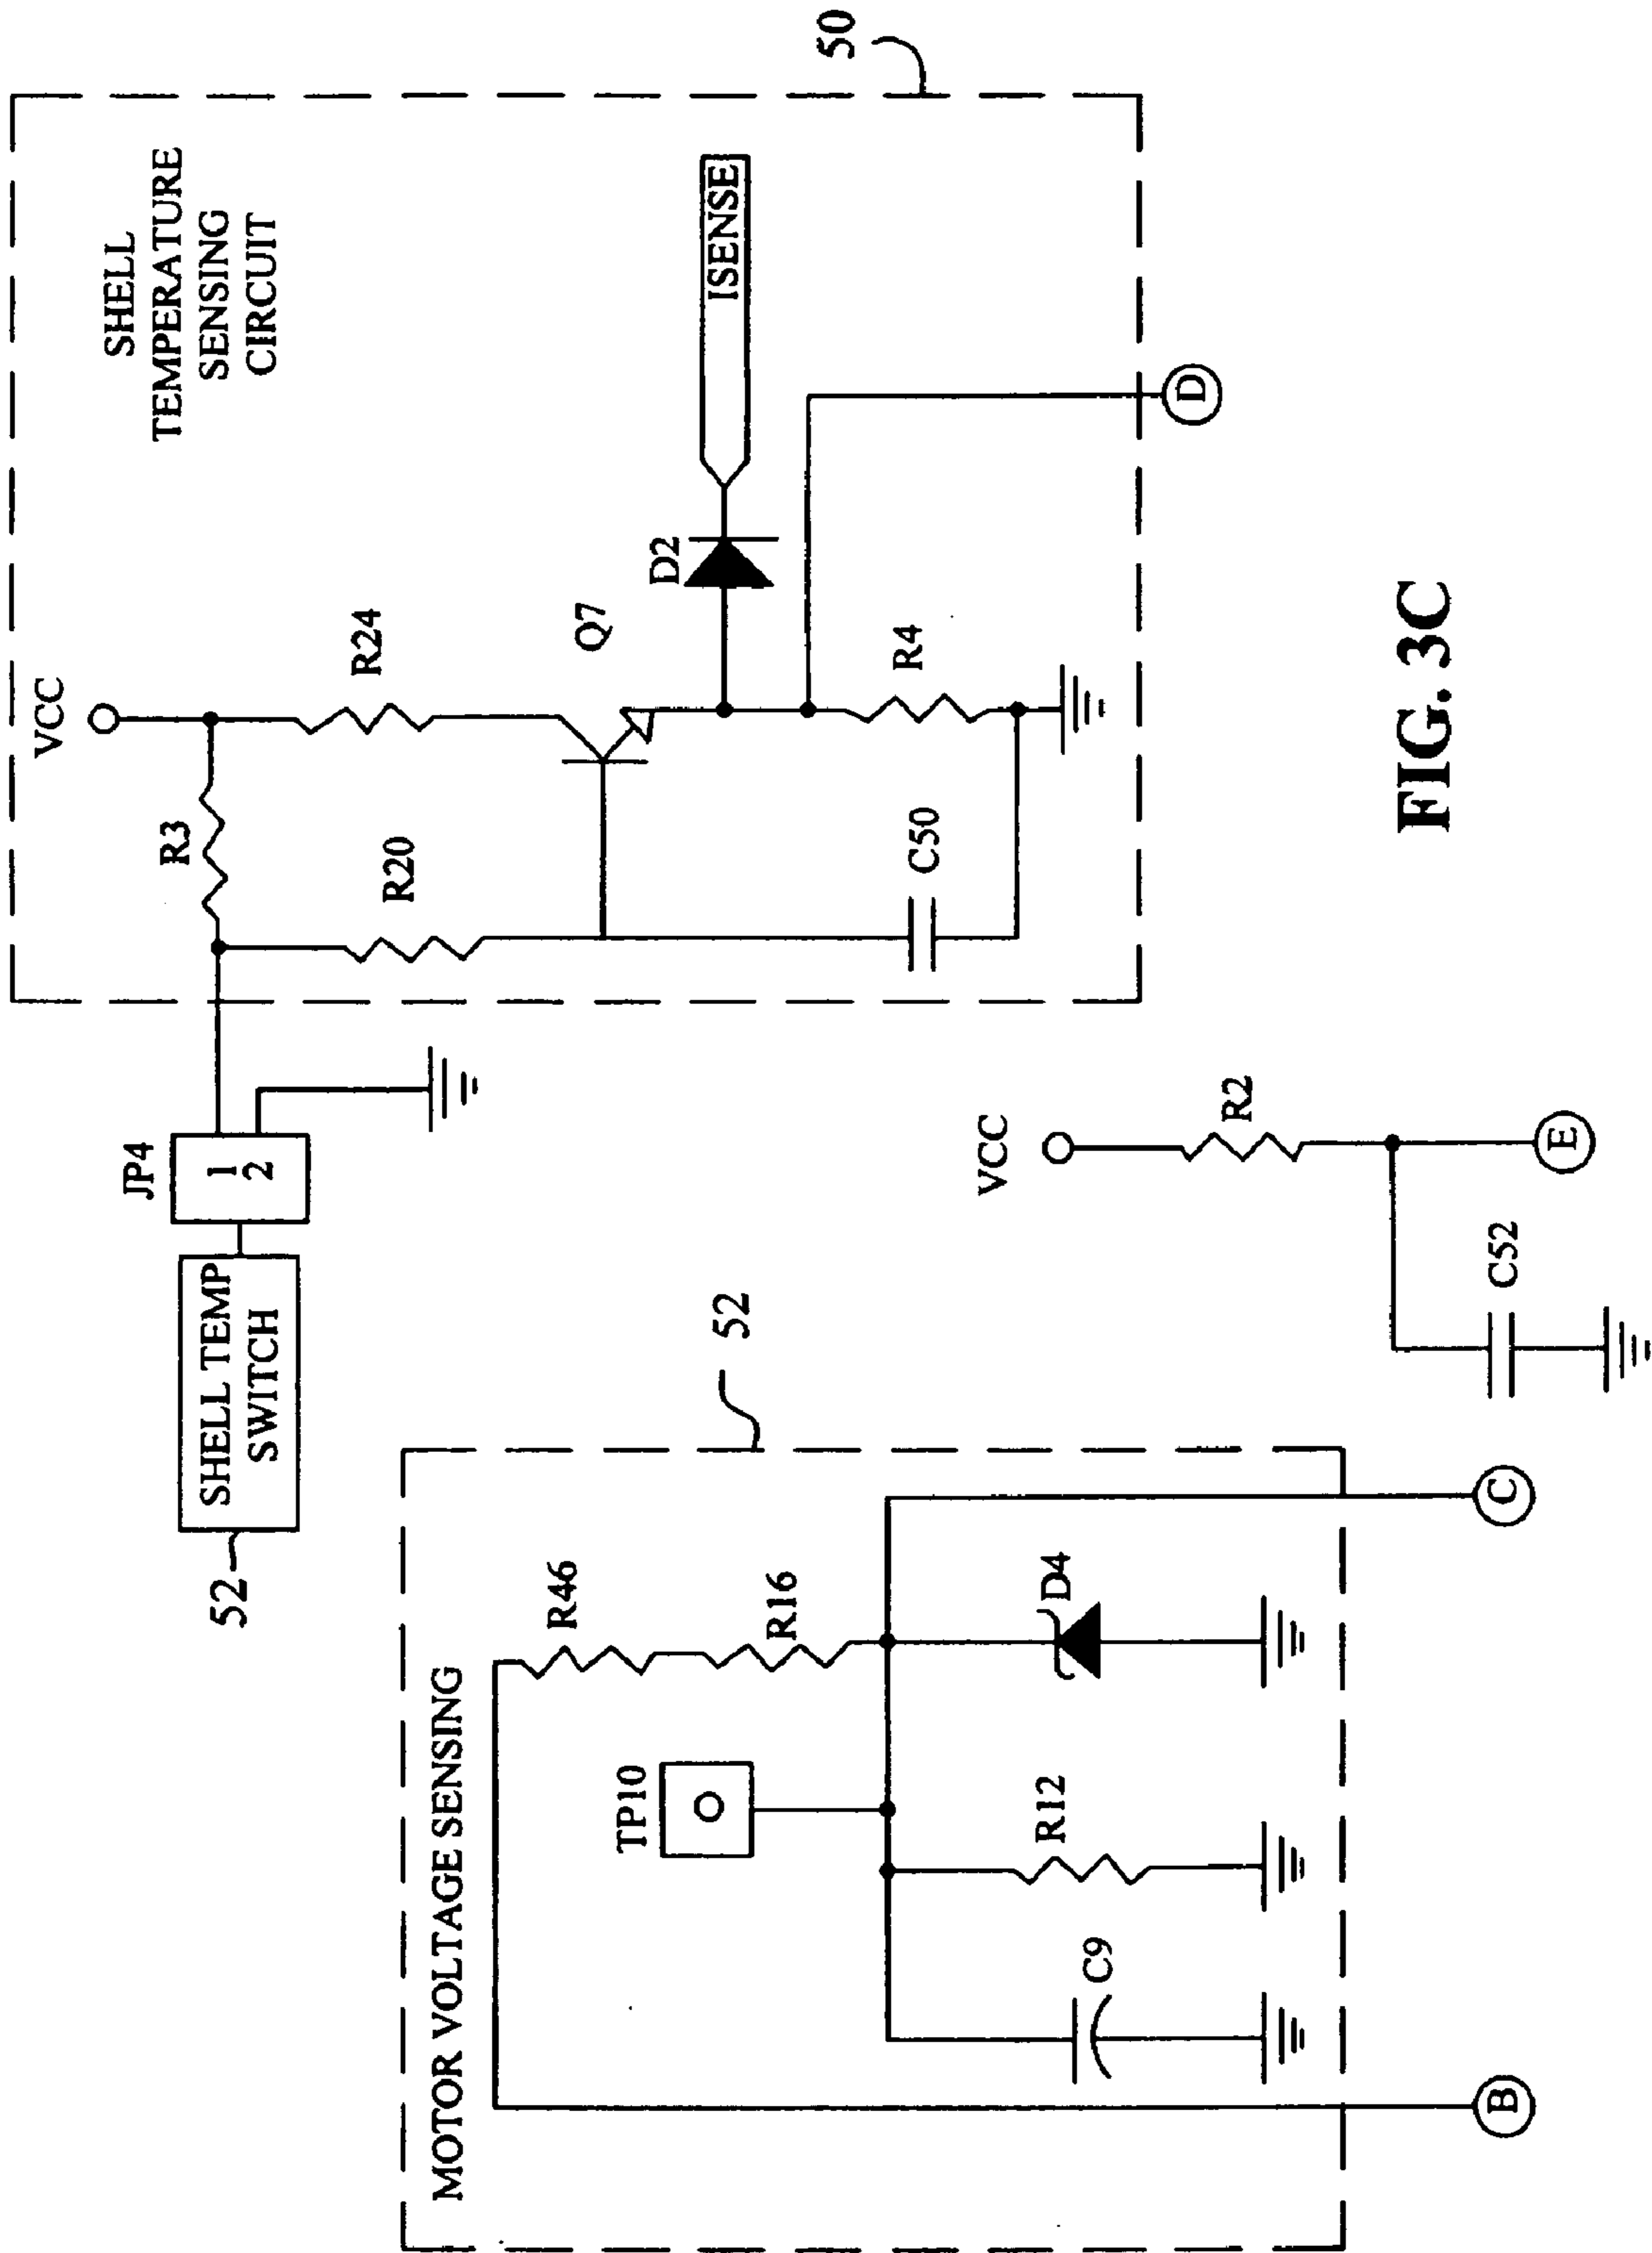 50
SHELL
TEMPERATURE
SENSING
CIRCUIT
VCC
R3
R24
R20
Q7
D2
ISENSE
R4
C50
D
JP4
1
2
SHELL TEMP
SWITCH
52
VCC
R2
C52
E
52
MOTOR VOLTAGE SENSING
R46
R16
TP10
D4
R12
C9
B
C
FIG. 3C